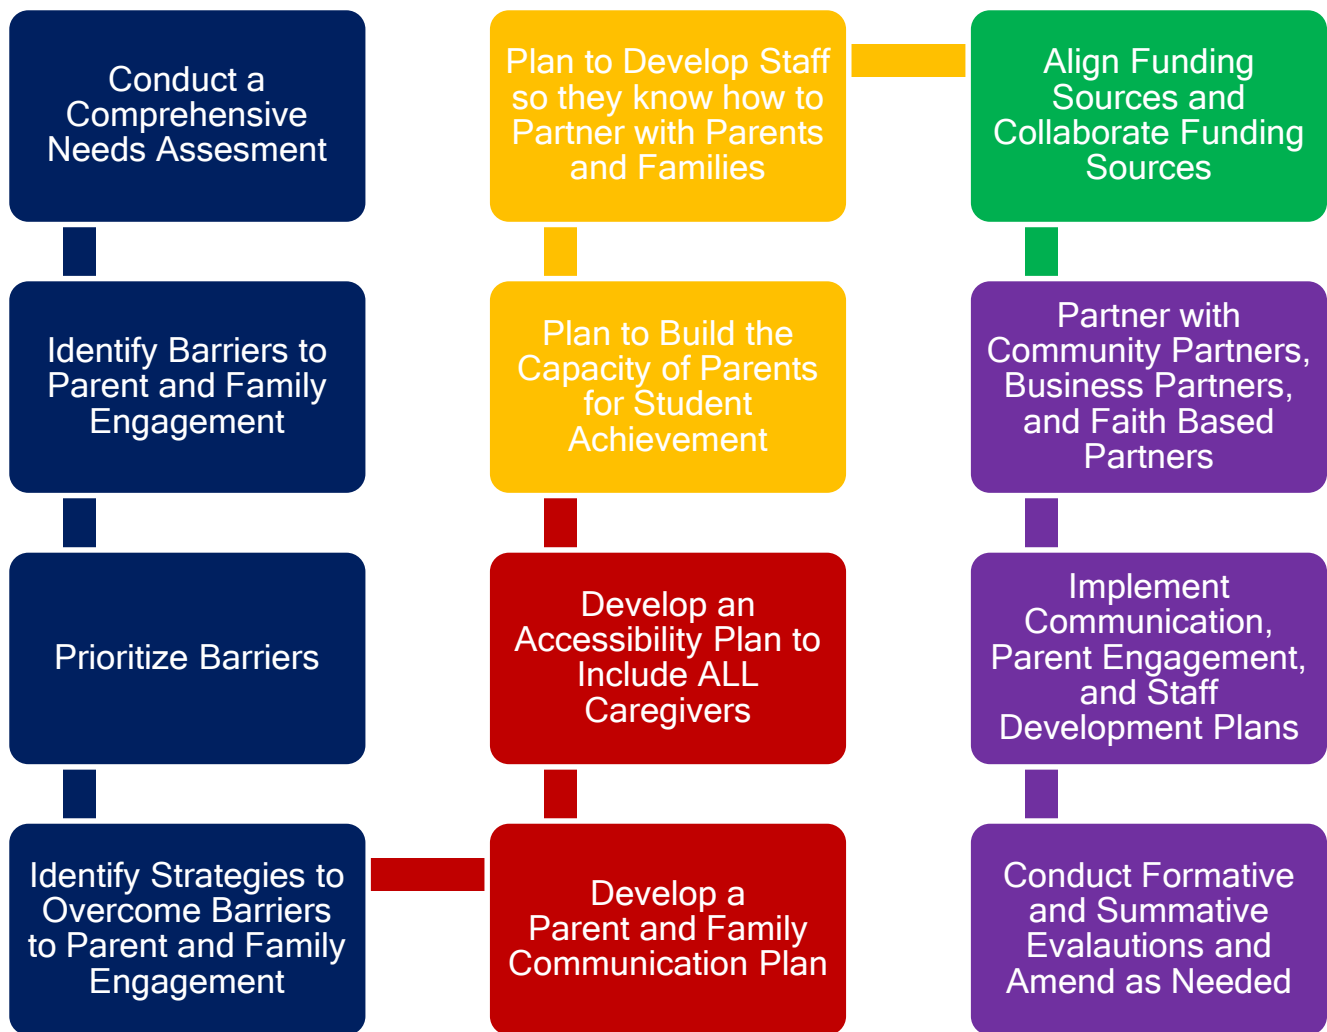 Conduct a
Comprehensive
Needs Assesment
Identify Barriers to
Parent and Family
Engagement
Prioritize Barriers
Identify Strategies to
Overcome Barriers
to Parent and Family
Engagement
Develop a
Parent and Family
Communication Plan
Develop an
Accessibility Plan to
Include ALL
Caregivers
Plan to Build the
Capacity of Parents
for Student
Achievement
Plan to Develop Staff
so they know how to
Partner with Parents
and Families
Align Funding
Sources and
Collaborate Funding
Sources
Partner with
Community Partners,
Business Partners,
and Faith Based
Partners
Implement
Communication,
Parent Engagement,
and Staff
Development Plans
Conduct Formative
and Summative
Evalautions and
Amend as Needed